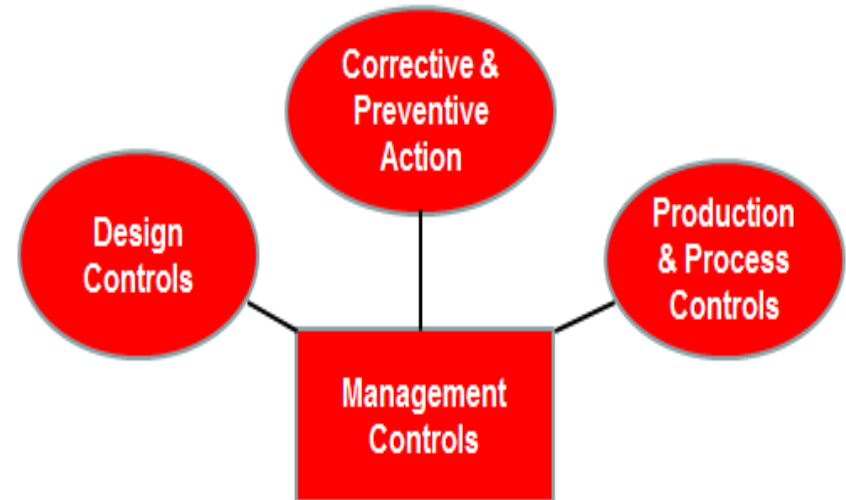 Corrective &
Preventive
Action
Design
Controls
Production
& Process
Controls
Management
Controls